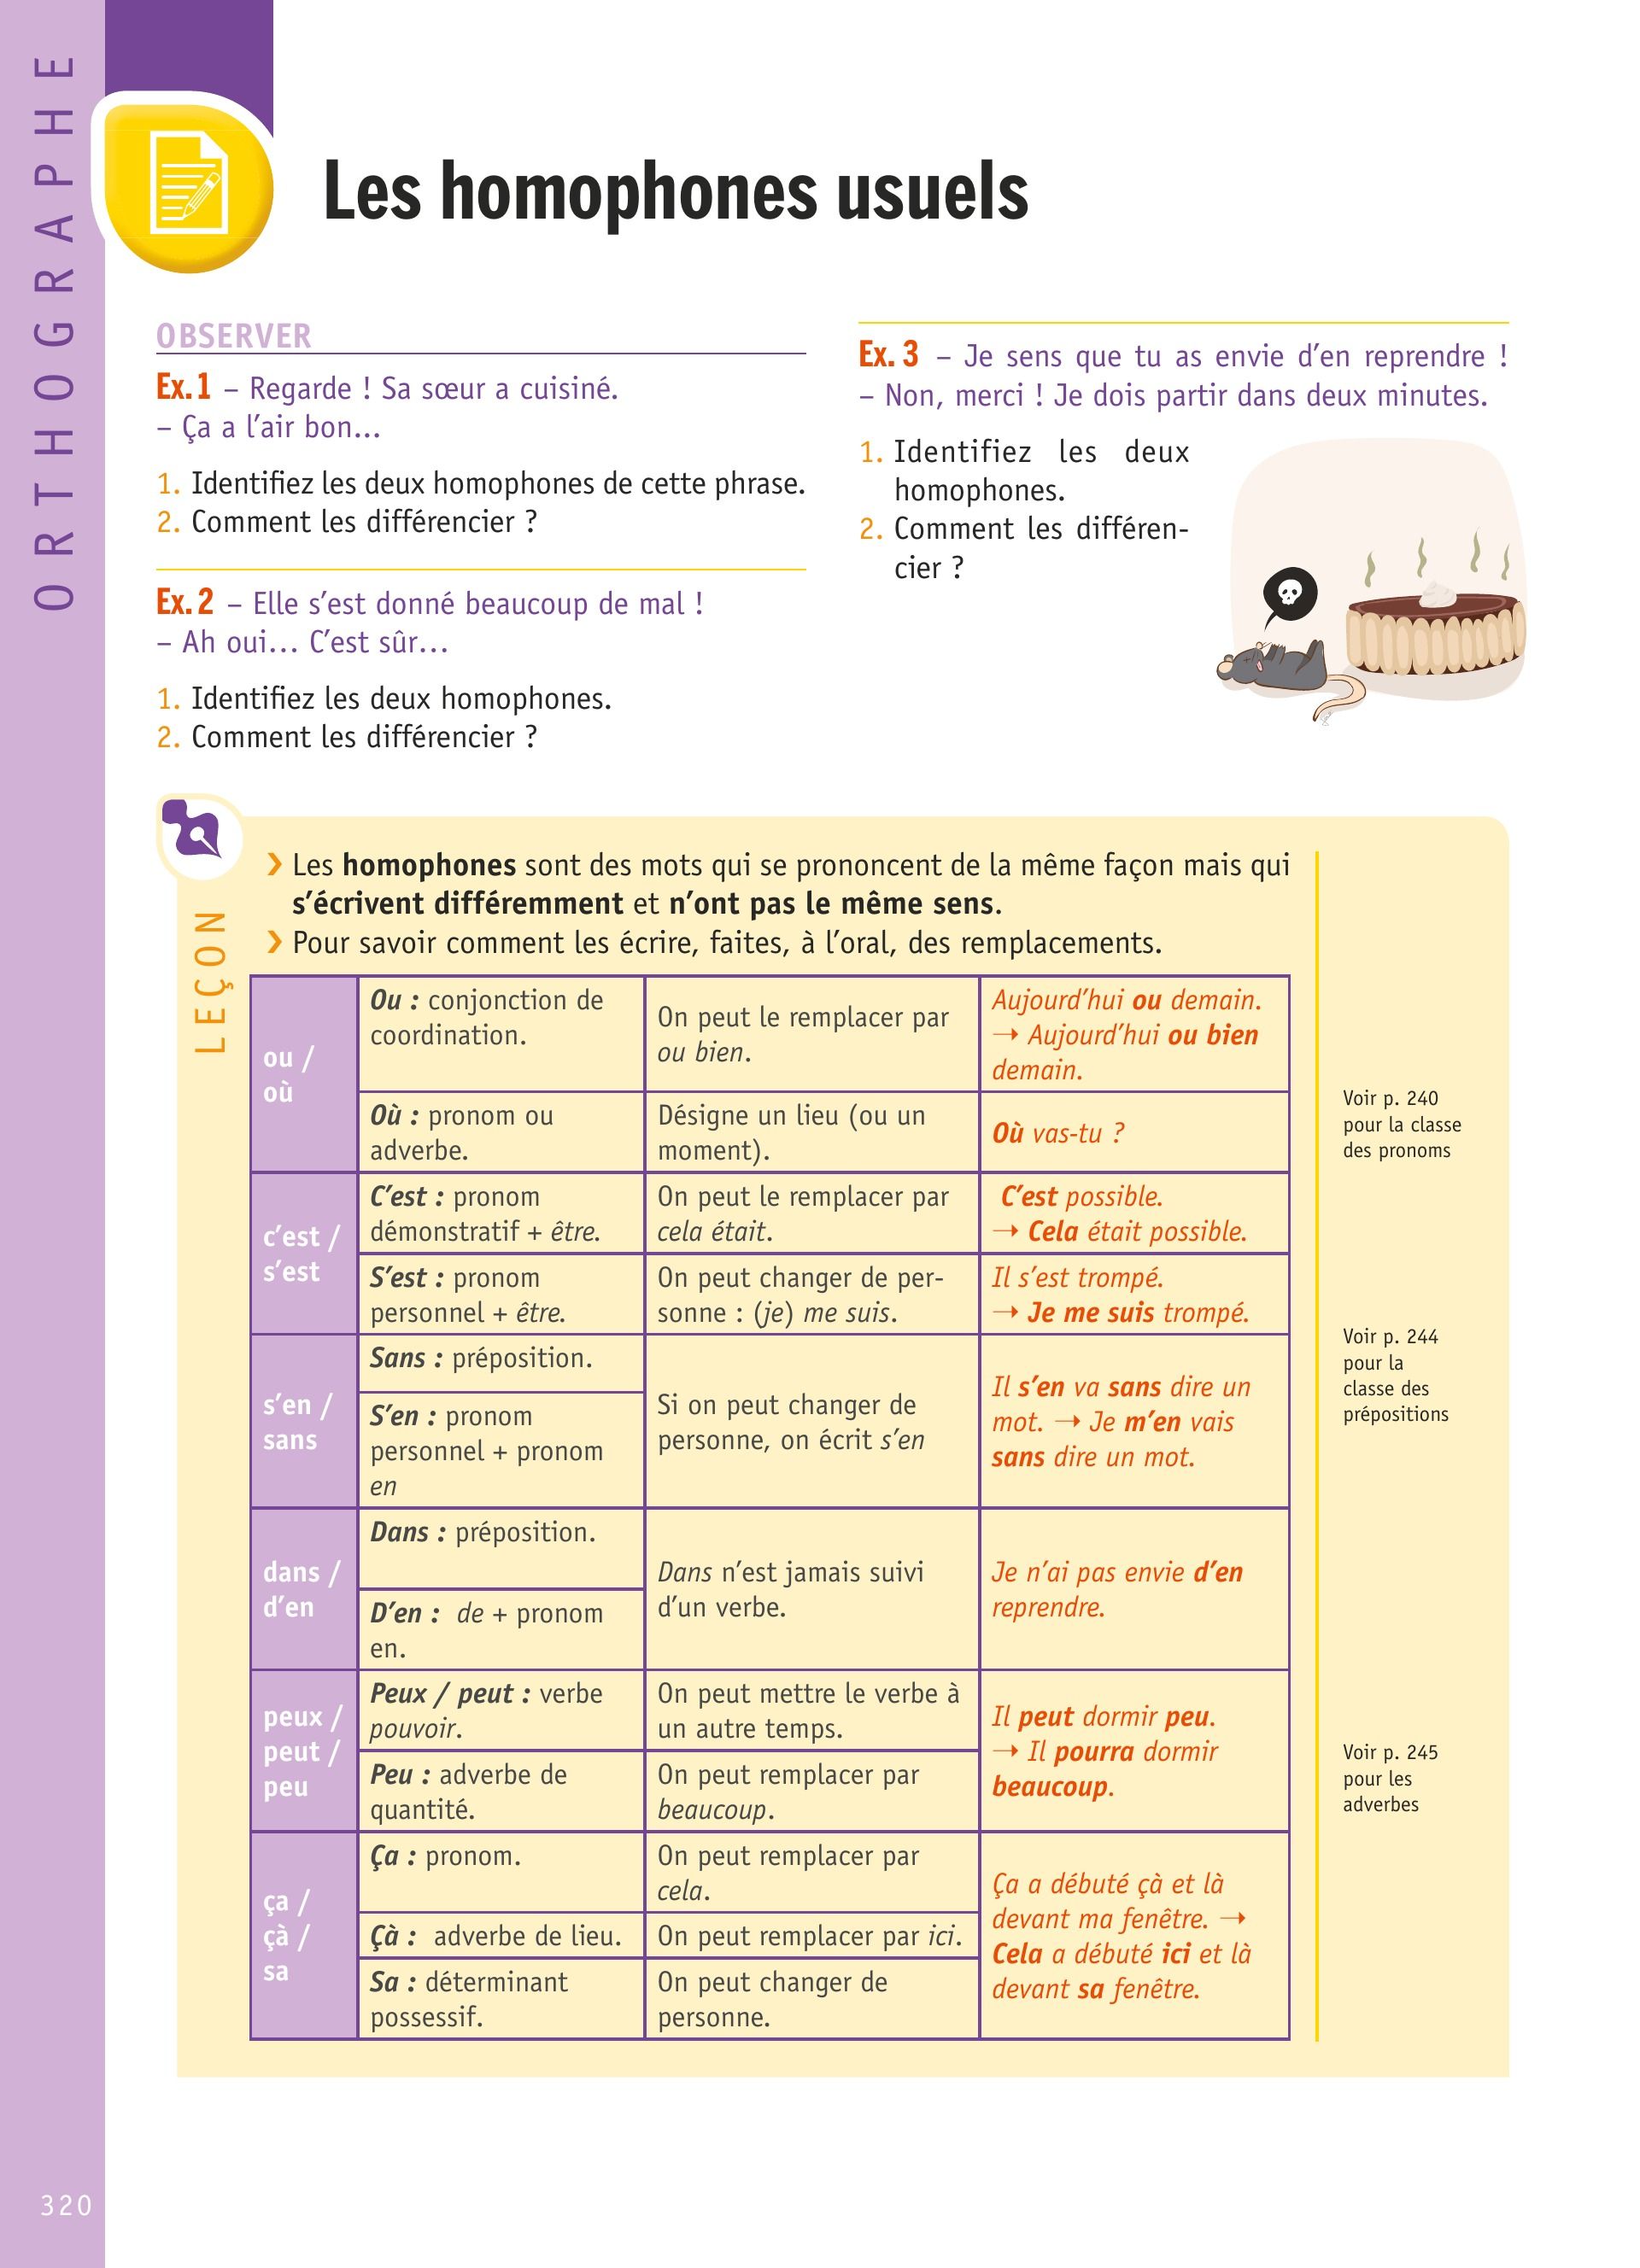 ORTHOGRAPHE
Les homophones usuels
OBSERVER
Ex. 1 – Regarde ! Sa sœur a cuisiné.
– Ça a l’air bon...
1. Identifiez les deux homophones de cette phrase.
2. Comment les différencier ?
Ex. 2 – Elle s’est donné beaucoup de mal !
– Ah oui... C’est sûr...
1. Identifiez les deux homophones.
2. Comment les différencier ?
Ex. 3 – Je sens que tu as envie d’en reprendre !
– Non, merci ! Je dois partir dans deux minutes.
1. Identifiez les deux
homophones.
2. Comment les différen-
cier ?
LEÇON
› Les homophones sont des mots qui se prononcent de la même façon mais qui
s’écrivent différemment et n’ont pas le même sens.
› Pour savoir comment les écrire, faites, à l’oral, des remplacements.
ou /
où
Ou : conjonction de
coordination.
On peut le remplacer par
ou bien.
Aujourd’hui ou demain.
→ Aujourd’hui ou bien
demain.
Où : pronom ou
adverbe.
Désigne un lieu (ou un
moment).
Où vas-tu ?
c’est /
s’est
C’est : pronom
démonstratif + être.
On peut le remplacer par
cela était.
C’est possible.
→ Cela était possible.
S’est : pronom
personnel + être.
On peut changer de per-
sonne : (je) me suis.
Il s’est trompé.
→ Je me suis trompé.
s’en /
sans
Sans : préposition.
S’en : pronom
personnel + pronom
en
Si on peut changer de
personne, on écrit s’en
Il s’en va sans dire un
mot. → Je m’en vais
sans dire un mot.
dans /
d’en
Dans : préposition.
D’en : de + pronom
en.
Dans n’est jamais suivi
d’un verbe.
Je n’ai pas envie d’en
reprendre.
peux /
peut /
peu
Peux / peut : verbe
pouvoir.
On peut mettre le verbe à
un autre temps.
Peu : adverbe de
quantité.
On peut remplacer par
beaucoup.
Il peut dormir peu.
→ Il pourra dormir
beaucoup.
ça /
çà /
sa
Ça : pronom.
On peut remplacer par
cela.
Çà : adverbe de lieu.
On peut remplacer par ici.
Sa : déterminant
possessif.
On peut changer de
personne.
Ça a débuté çà et là
devant ma fenêtre. →
Cela a débuté ici et là
devant sa fenêtre.
Voir p. 240
pour la classe
des pronoms
Voir p. 244
pour la
classe des
prépositions
Voir p. 245
pour les
adverbes
320